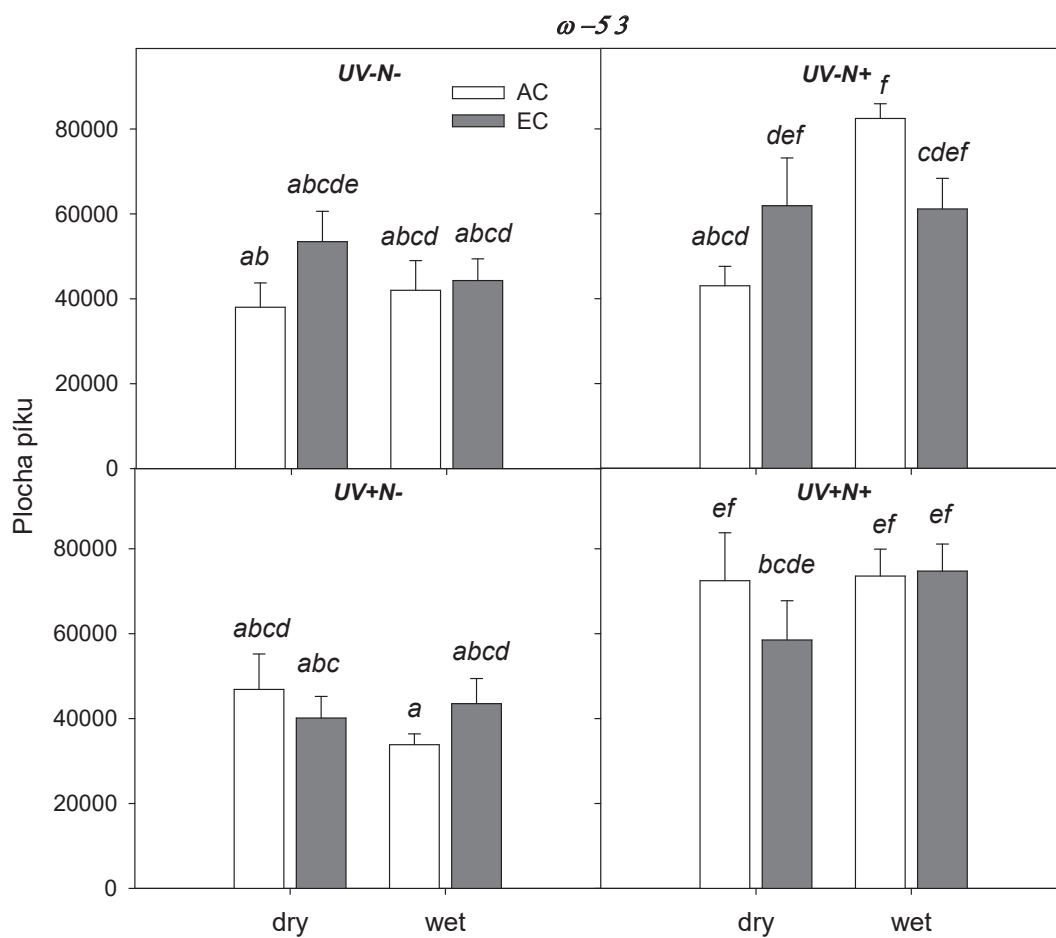 ω –5 3
UV-N-
AC
EC
UV-N+
80000
60000
40000
20000
0
ab
abcde
abcd
abcd
abcd
def
f
cdef
Plocha píku
UV+N-
UV+N+
80000
60000
40000
20000
0
abcd
abc
a
abcd
ef
bcde
ef
ef
dry
wet
dry
wet